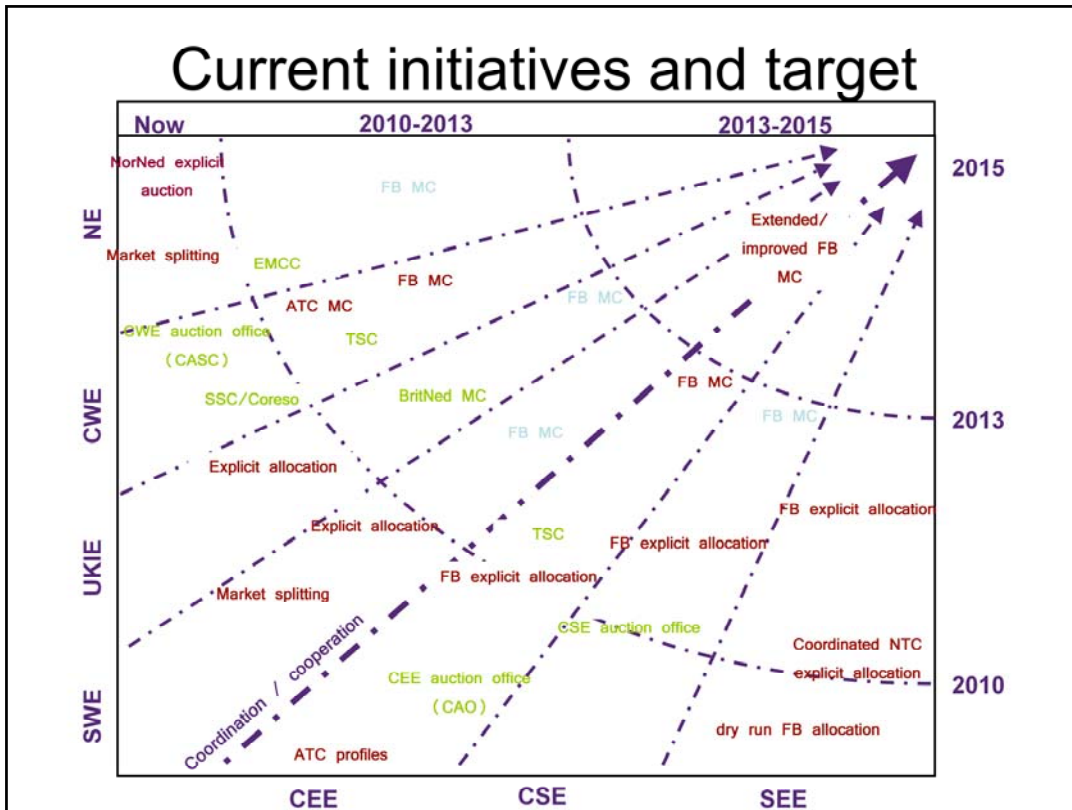 Current initiatives and target
Now
2010-2013
2013-2015
2015
NorNed explicit
auction
FB MC
Extended/
improved FB
MC
NE
Market splitting
EMCC
FB MC
ATC MC
FB MC
CWE auction office
(CASC)
TSC
CWE
SSC/Coreso
BritNed MC
FB MC
FB MC
FB MC
2013
Explicit allocation
Explicit allocation
TSC
FB explicit allocation
FB explicit allocation
UKIE
Market splitting
FB explicit allocation
CSE auction office
Coordinated NTC
explicit allocation
2010
SWE
Coordination / cooperation
CEE auction office
(CAO)
ATC profiles
dry run FB allocation
CEE
CSE
SEE